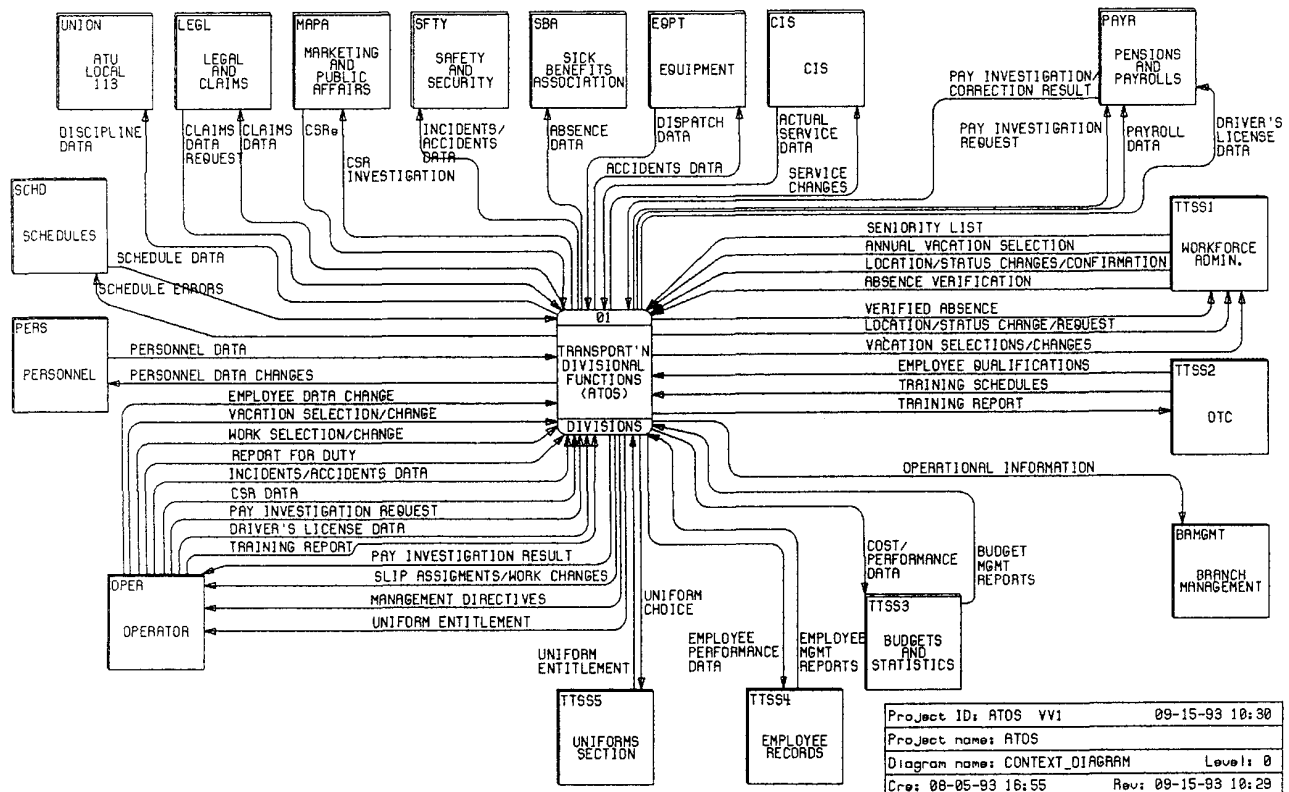 UNION
ATU
LOCAL
113
LEGL
LEGAL
AND
CLAIMS
MAPA
MARKETING
AND
PUBLIC
AFFAIRS
SFTY
SAFETY
AND
SECURITY
SBA
SICK
BENEFITS
ASSOCIATION
EQPT
EQUIPMENT
CIS
CIS
PAYR
PENSIONS
AND
PAYROLLS
DISCIPLINE
DATA
CLAIMS
DATA
REQUEST
CLAIMS
DATA
CSRs
CSR
INVESTIGATION
INCIDENTS/
ACCIDENTS
DATA
ABSENCE
DATA
DISPATCH
DATA
ACCIDENTS DATA
ACTUAL
SERVICE
DATA
SERVICE
CHANGES
PAY INVESTIGATION/
CORRECTION RESULT
PAY INVESTIGATION
REQUEST
PAYROLL
DATA
DRIVER'S
LICENSE
DATA
SCHD
SCHEDULES
SCHEDULE DATA
SCHEDULE ERRORS
PERS
PERSONNEL
PERSONNEL DATA
PERSONNEL DATA CHANGES
01
TRANSPORT'N
DIVISIONAL
FUNCTIONS
(ATOS)
DIVISIONS
TTSS1
WORKFORCE
ADMIN.
SENIORITY LIST
ANNUAL VACATION SELECTION
LOCATION/STATUS CHANGES/CONFIRMATION
ABSENCE VERIFICATION
VERIFIED ABSENCE
LOCATION/STATUS CHANGE/REQUEST
VACATION SELECTIONS/CHANGES
EMPLOYEE QUALIFICATIONS
TRAINING SCHEDULES
TRAINING REPORT
TTSS2
OTC
EMPLOYEE DATA CHANGE
VACATION SELECTION/CHANGE
WORK SELECTION/CHANGE
REPORT FOR DUTY
INCIDENTS/ACCIDENTS DATA
CSR DATA
PAY INVESTIGATION REQUEST
DRIVER'S LICENSE DATA
TRAINING REPORT
PAY INVESTIGATION RESULT
SLIP ASSIGMENTS/WORK CHANGES
MANAGEMENT DIRECTIVES
UNIFORM ENTITLEMENT
OPER
OPERATOR
OPERATIONAL INFORMATION
BRMGMT
BRANCH
MANAGEMENT
COST/
PERFORMANCE
DATA
BUDGET
MGMT
REPORTS
TTSS3
BUDGETS
AND
STATISTICS
UNIFORM
CHOICE
UNIFORM
ENTITLEMENT
EMPLOYEE
PERFORMANCE
DATA
EMPLOYEE
MGMT
REPORTS
TTSS5
UNIFORMS
SECTION
TTSS4
EMPLOYEE
RECORDS
Project ID: ATOS VV1 09-15-93 10:30
Project name: ATOS
Diagram name: CONTEXT_DIAGRAM Level: 0
Cre: 08-05-93 16:55 Rev: 09-15-93 10:29